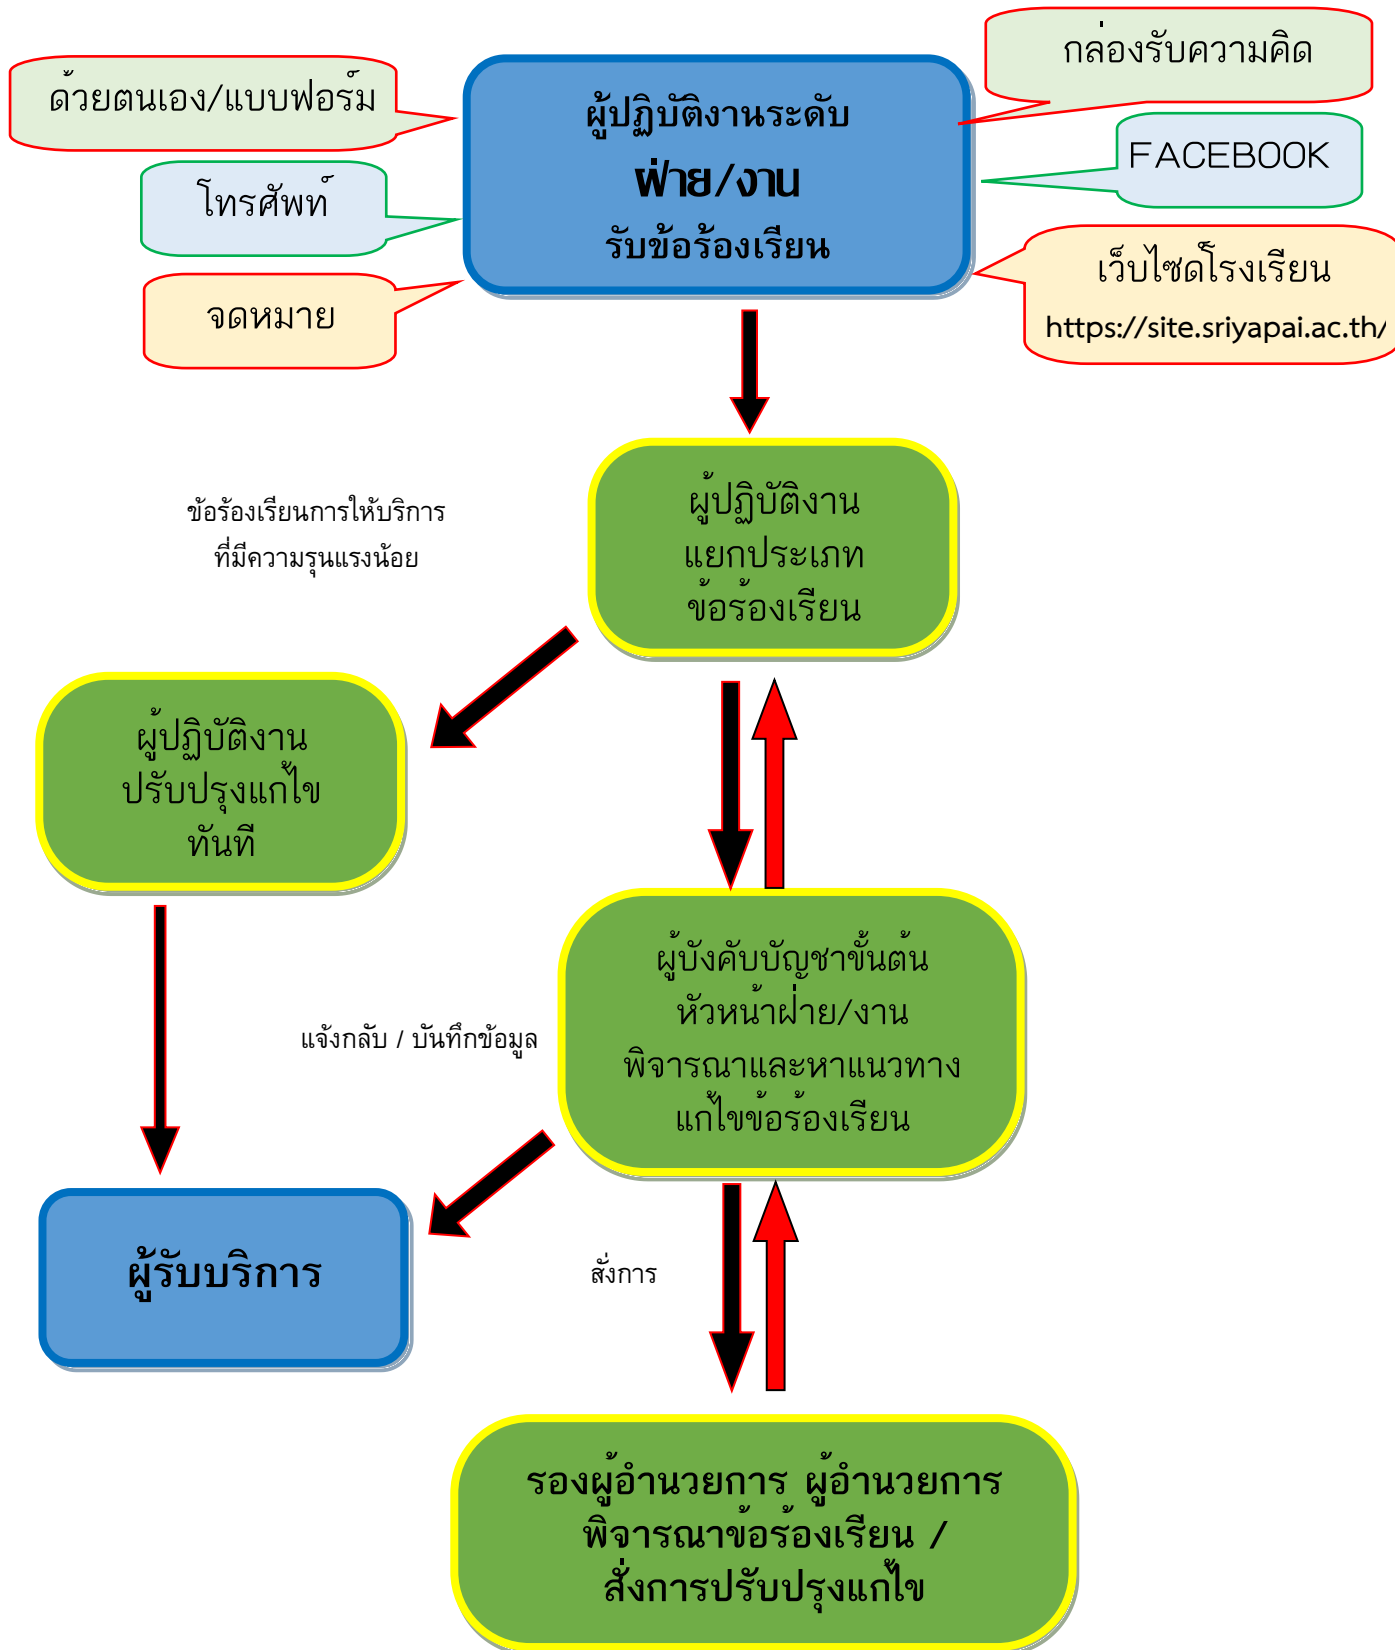 ด้วยตนเอง/แบบฟอร์ม
โทรศัพท์
จดหมาย
ผู้ปฏิบัติงานระดับ
ฝ่าย/งาน
รับข้อร้องเรียน
กล่องรับความคิด
FACEBOOK
เว็บไซด์โรงเรียน
https://site.sriyapai.ac.th/
ข้อร้องเรียนการให้บริการ
ที่มีความรุนแรงน้อย
ผู้ปฏิบัติงาน
แยกประเภท
ข้อร้องเรียน
ผู้ปฏิบัติงาน
ปรับปรุงแก้ไข
ทันที
ผู้บังคับบัญชาขั้นต้น
หัวหน้าฝ่าย/งาน
พิจารณาและหาแนวทาง
แก้ไขข้อร้องเรียน
แจ้งกลับ / บันทึกข้อมูล
ผู้รับบริการ
สั่งการ
รองผู้อำนวยการ ผู้อำนวยการ
พิจารณาข้อร้องเรียน /
สั่งการปรับปรุงแก้ไข